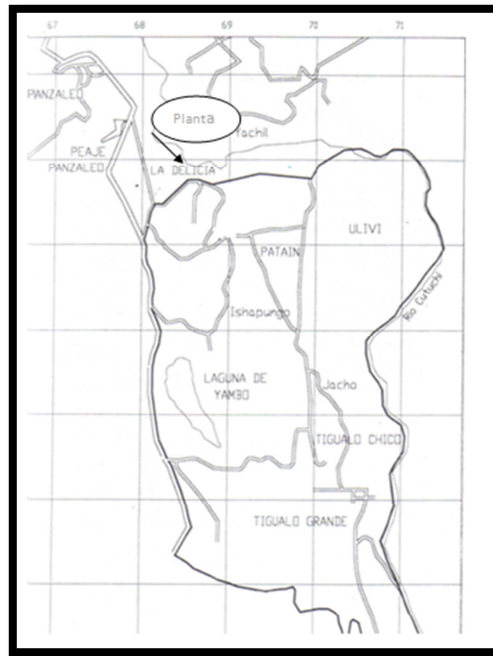 67 68 69 70 71
PANZALEO
Planta
Yachil
PEAJE
PANZALEO
LA DELICIA
ULIVI
PATAIN
Rio Cutuchi
Ishapungo
LAGUNA DE
YAMBO
Jacho
TIGUALO CHICO
TIGUALO GRANDE